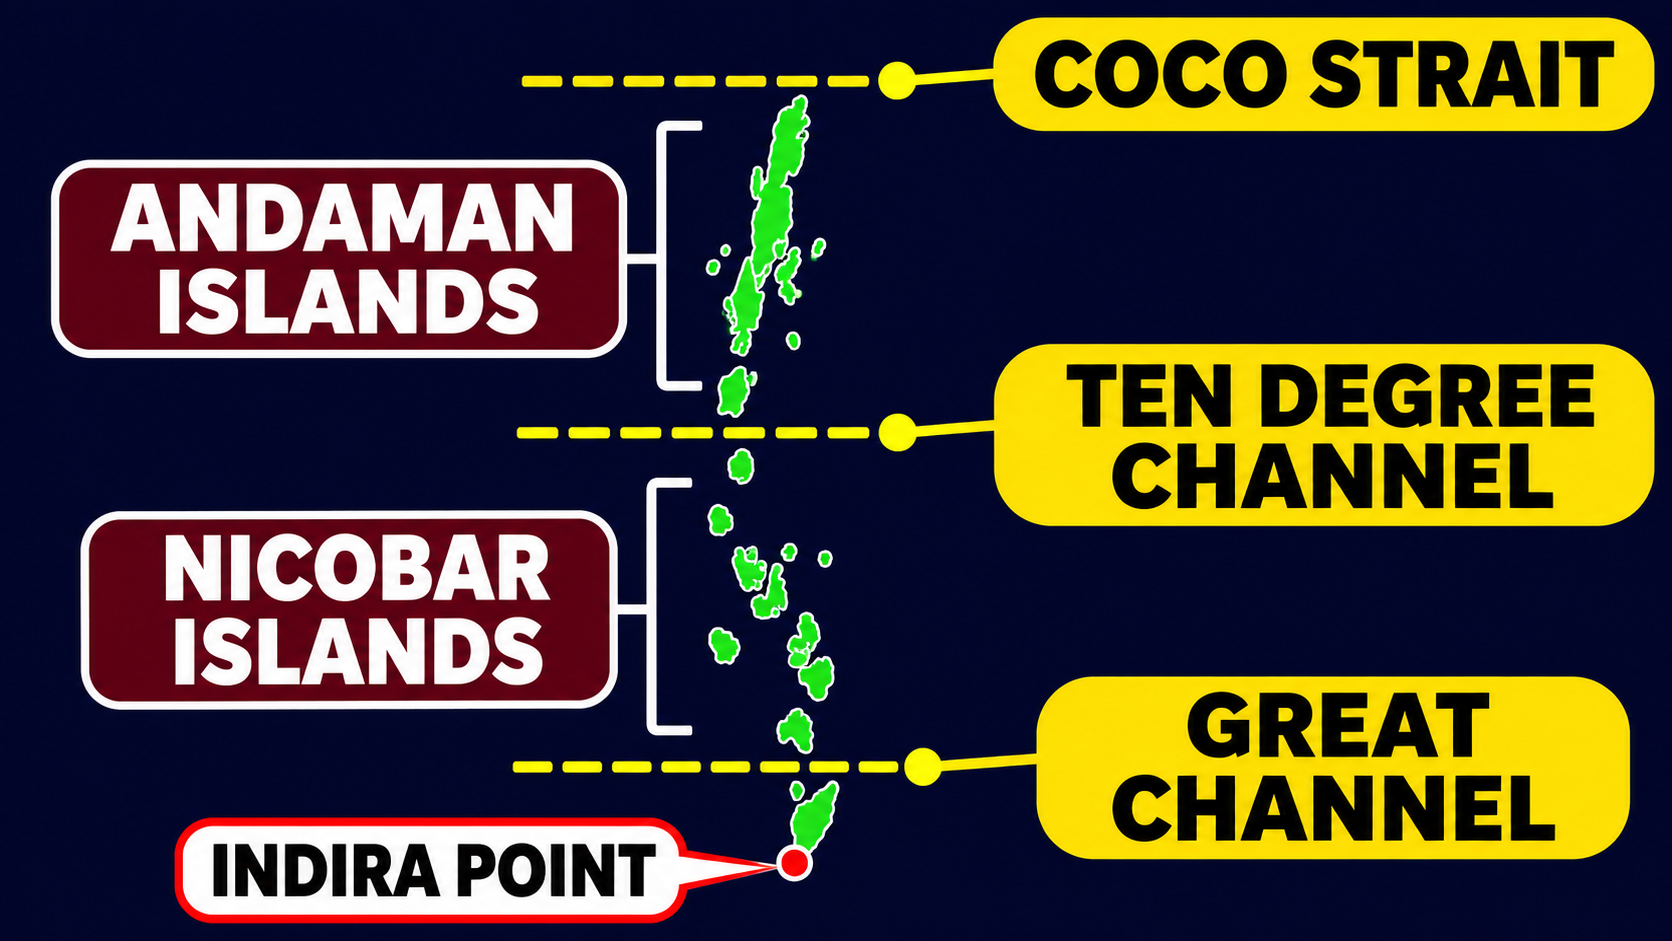 COCO STRAIT
ANDAMAN
ISLANDS
TEN DEGREE
CHANNEL
NICOBAR
ISLANDS
GREAT
CHANNEL
INDIRA POINT